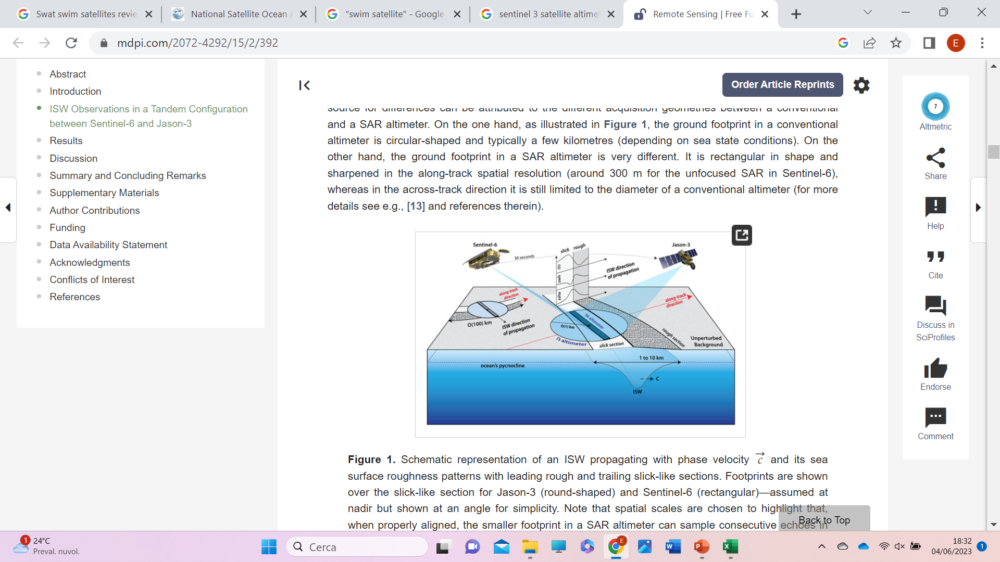 Swat swim satellites revie
National Satellite Ocean A
"swim satellite" - Google
sentinel 3 satellite altime
Remote Sensing | Free Fu
mdpi.com/2072-4292/15/2/392
E
Abstract
Introduction
ISW Observations in a Tandem Configuration
between Sentinel-6 and Jason-3
Results
Discussion
Summary and Concluding Remarks
Supplementary Materials
Author Contributions
Funding
Data Availability Statement
Acknowledgments
Conflicts of Interest
References
Order Article Reprints
source for differences can be attributed to the different acquisition geometries between a conventional
and a SAR altimeter. On the one hand, as illustrated in Figure 1, the ground footprint in a conventional
altimeter is circular-shaped and typically a few kilometres (depending on sea state conditions). On the
other hand, the ground footprint in a SAR altimeter is very different. It is rectangular in shape and
sharpened in the along-track spatial resolution (around 300 m for the unfocused SAR in Sentinel-6),
whereas in the across-track direction it is still limited to the diameter of a conventional altimeter (for more
details see e.g., [13] and references therein).
Sentinel-6
30 seconds
slick rough
Jason-3
σ0
swh
ssha
ISW direction
of propagation
along-track
direction
O(100) km
ISW direction
of propagation
along-track
direction
S6 altimeter
O(1) km
J3 altimeter
slick section
rough section
Unperturbed
Background
1 to 10 km
ocean's pycnocline
C
ISW
Figure 1. Schematic representation of an ISW propagating with phase velocity c⃗ and its sea
surface roughness patterns with leading rough and trailing slick-like sections. Footprints are shown
over the slick-like section for Jason-3 (round-shaped) and Sentinel-6 (rectangular)—assumed at
nadir but shown at an angle for simplicity. Note that spatial scales are chosen to highlight that,
when properly aligned, the smaller footprint in a SAR altimeter can sample consecutive echoes in
Back to Top
7
Altmetric
Share
Help
Cite
Discuss in
SciProfiles
Endorse
Comment
1
24°C
Preval. nuvol.
Cerca
E
18:32
04/06/2023
1